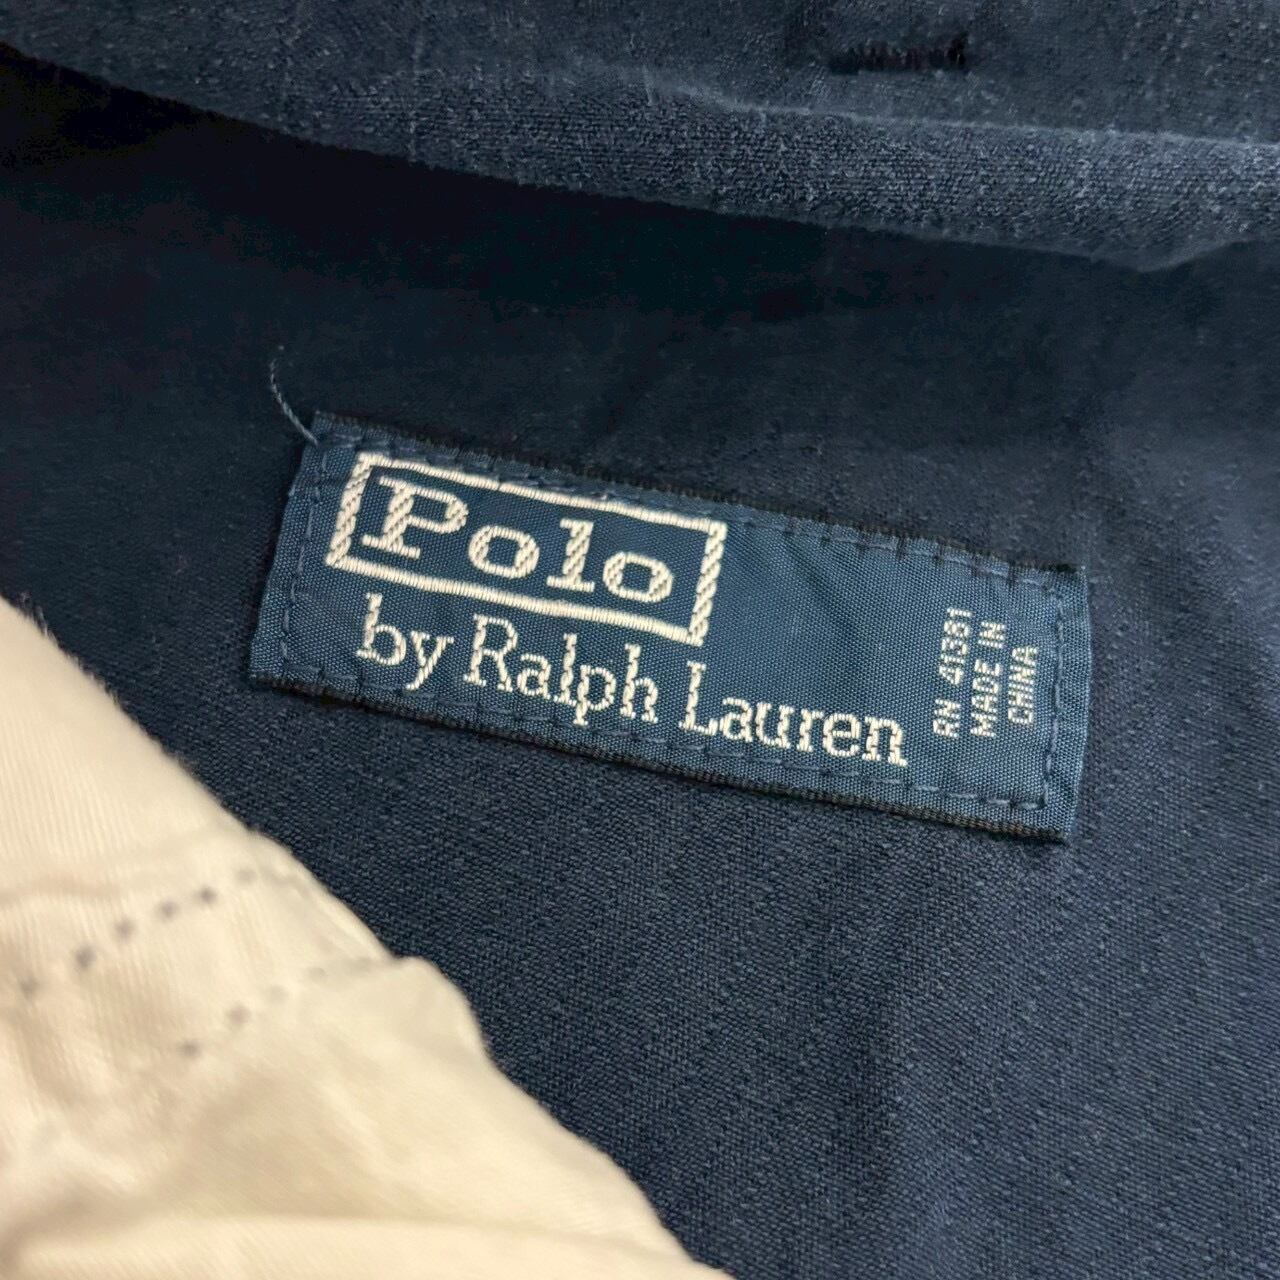 Polo
by Ralph Lauren
RN 41381
MADE IN
CHINA